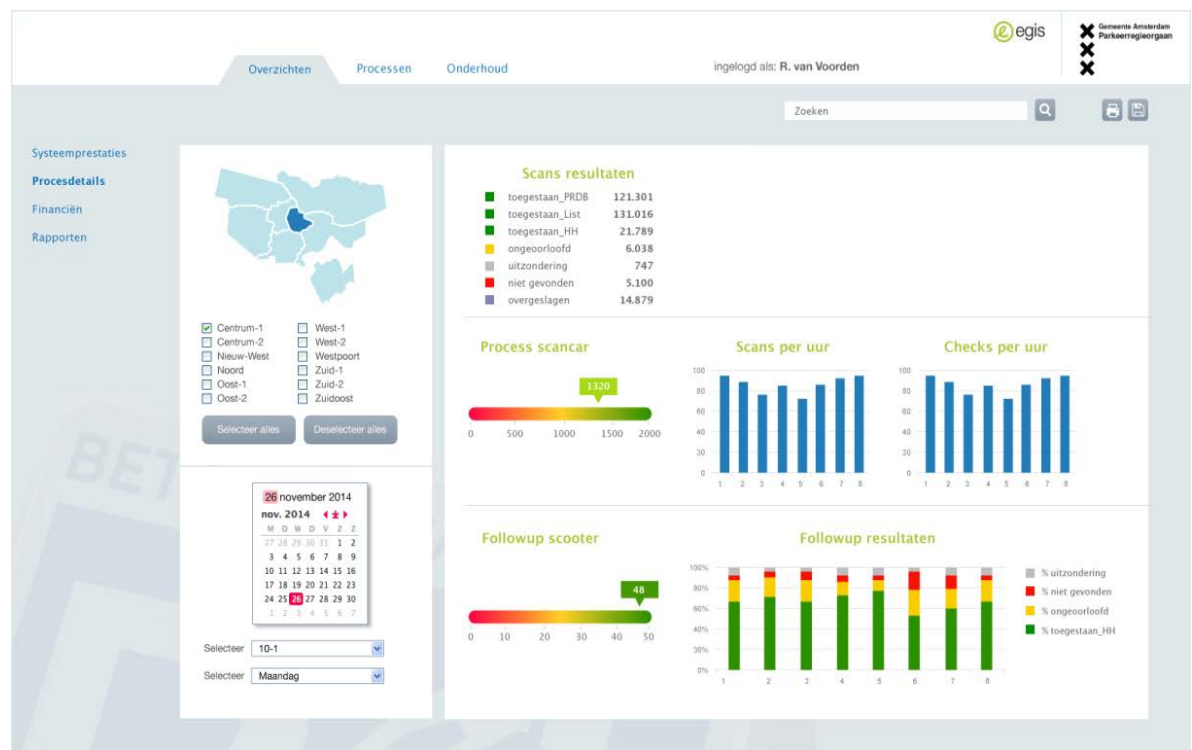 egis
Gemeente Amsterdam
Parkeerregieorgaan
Overzichten Processen Onderhoud
ingelogd als: R. van Voorden
Zoeken
Systeemprestaties
Procesdetails
Financiën
Rapporten
Centrum-1 West-1
Centrum-2 West-2
Nieuw-West Westpoort
Noord Zuid-1
Oost-1 Zuid-2
Oost-2 Zuidoost
Selecteer alles Deselecteer alles
BET
26 november 2014
nov. 2014
M D W D V Z Z
27 28 29 30 31 1 2
3 4 5 6 7 8 9
10 11 12 13 14 15 16
17 18 19 20 21 22 23
24 25 26 27 28 29 30
1 2 3 4 5 6 7
Selecteer 10-1
Selecteer Maandag
Scans resultaten
toegestaan_PRDB 121.301
toegestaan_List 131.016
toegestaan_HH 21.789
ongeoorloofd 6.038
uitzondering 747
niet gevonden 5.100
overgeslagen 14.879
Process scancar
1320
0 500 1000 1500 2000
Scans per uur
100
80
60
40
30
0
1 2 3 4 5 6 7 8
Checks per uur
100
80
60
40
30
0
1 2 3 4 5 6 7 8
Followup scooter
48
0 10 20 30 40 50
Followup resultaten
100%
80%
60%
40%
30%
0%
1 2 3 4 5 6 7 8
% uitzondering
% niet gevonden
% ongeoorloofd
% toegestaan_HH